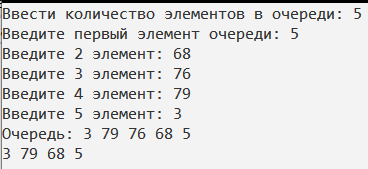 Ввести количество элементов в очереди: 5
Введите первый элемент очереди: 5
Введите 2 элемент: 68
Введите 3 элемент: 76
Введите 4 элемент: 79
Введите 5 элемент: 3
Очередь: 3 79 76 68 5
3 79 68 5